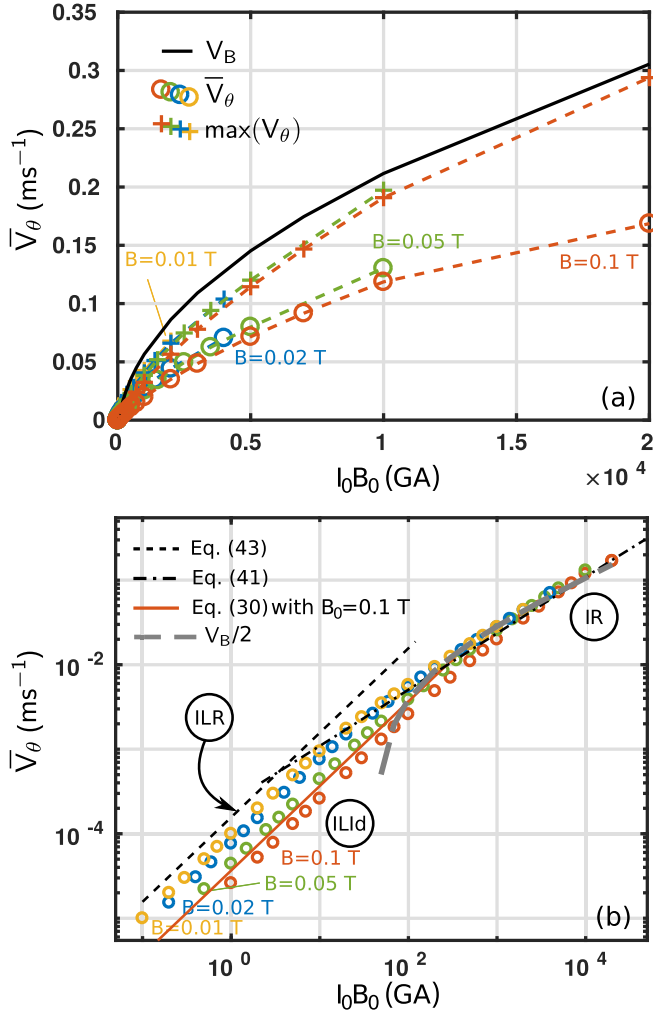 0.35
0.3
0.25
0.2
0.15
0.1
0.05
0
V̅θ (ms⁻¹)
V_B
V̅θ
max(Vθ)
B=0.01 T
B=0.05 T
B=0.1 T
B=0.02 T
(a)
0 0.5 1 1.5 2
I₀B₀ (GA)
×10⁴
Eq. (43)
Eq. (41)
Eq. (30) with B₀=0.1 T
V_B/2
IR
10⁻²
V̅θ (ms⁻¹)
ILR
ILId
10⁻⁴
B=0.1 T
B=0.05 T
B=0.02 T
B=0.01 T
(b)
10⁰ 10² 10⁴
I₀B₀ (GA)